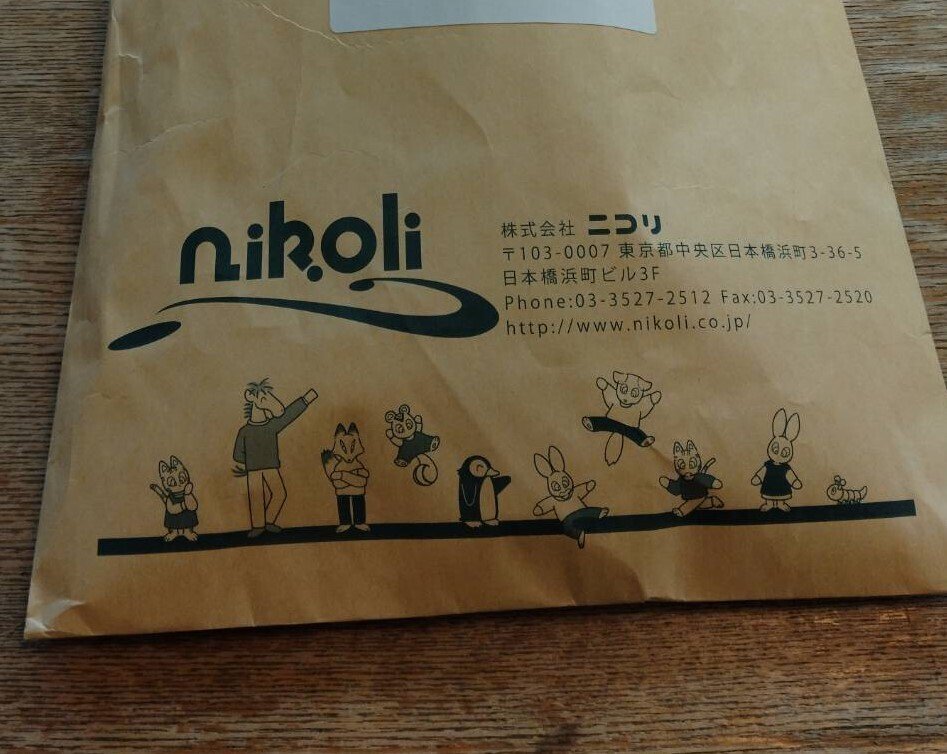 nikoli
株式会社 ニコリ
〒103-0007 東京都中央区日本橋浜町3-36-5
日本橋浜町ビル3F
Phone:03-3527-2512 Fax:03-3527-2520
http://www.nikoli.co.jp/